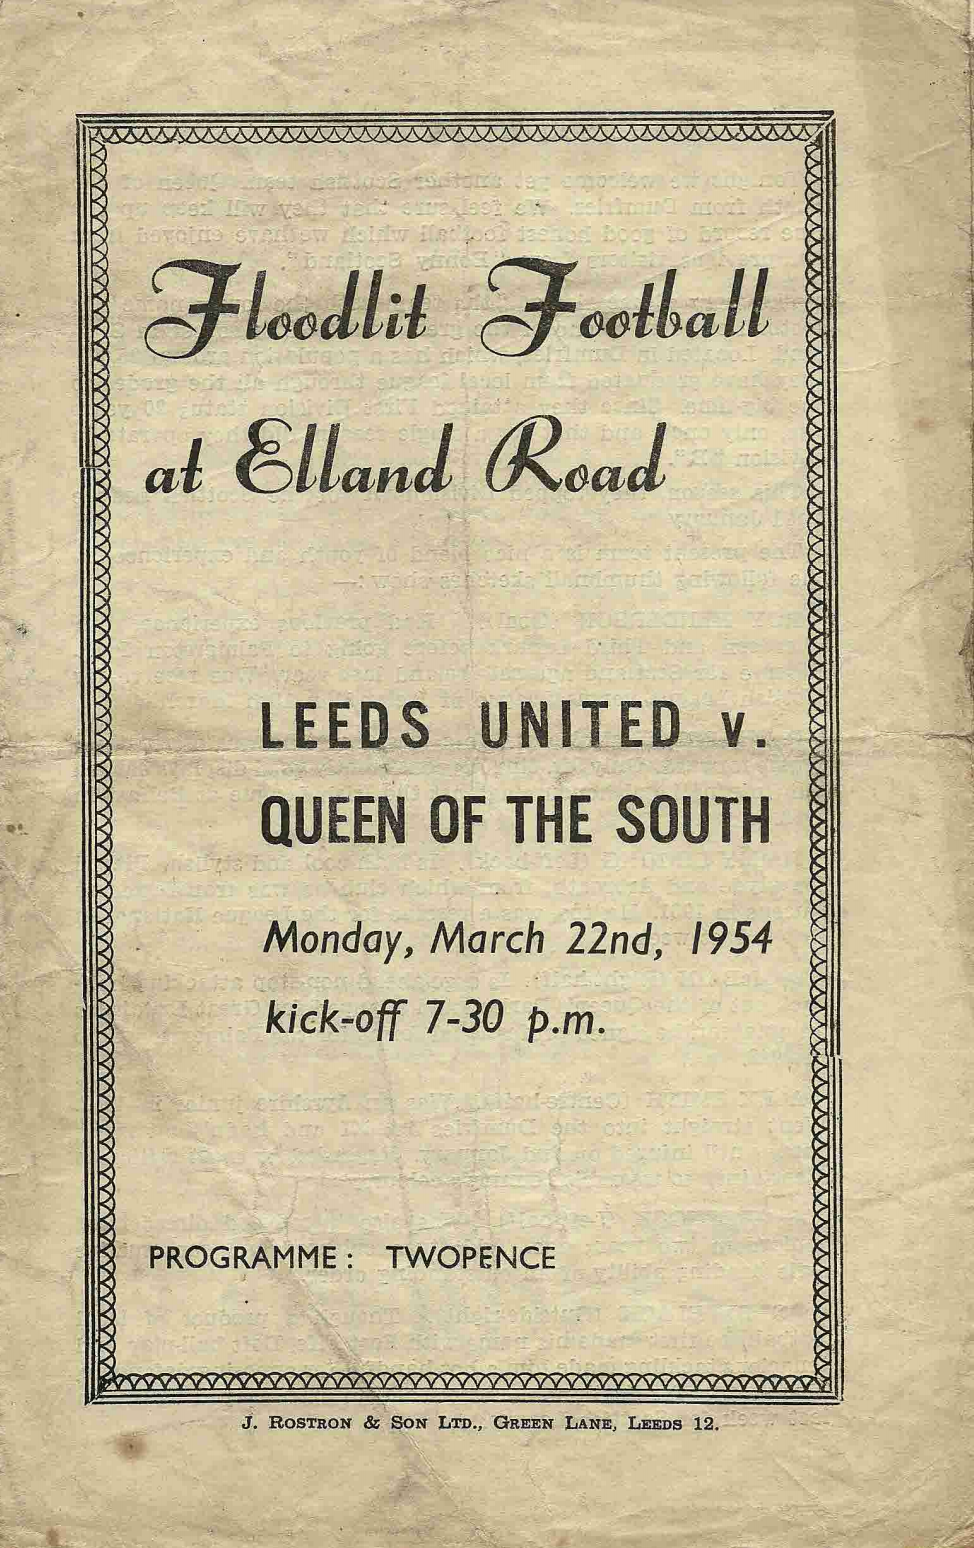 Floodlit Football
at Elland Road
LEEDS UNITED v.
QUEEN OF THE SOUTH
Monday, March 22nd, 1954
kick-off 7-30 p.m.
PROGRAMME : TWOPENCE
J. ROSTRON & SON LTD., GREEN LANE, LEEDS 12.